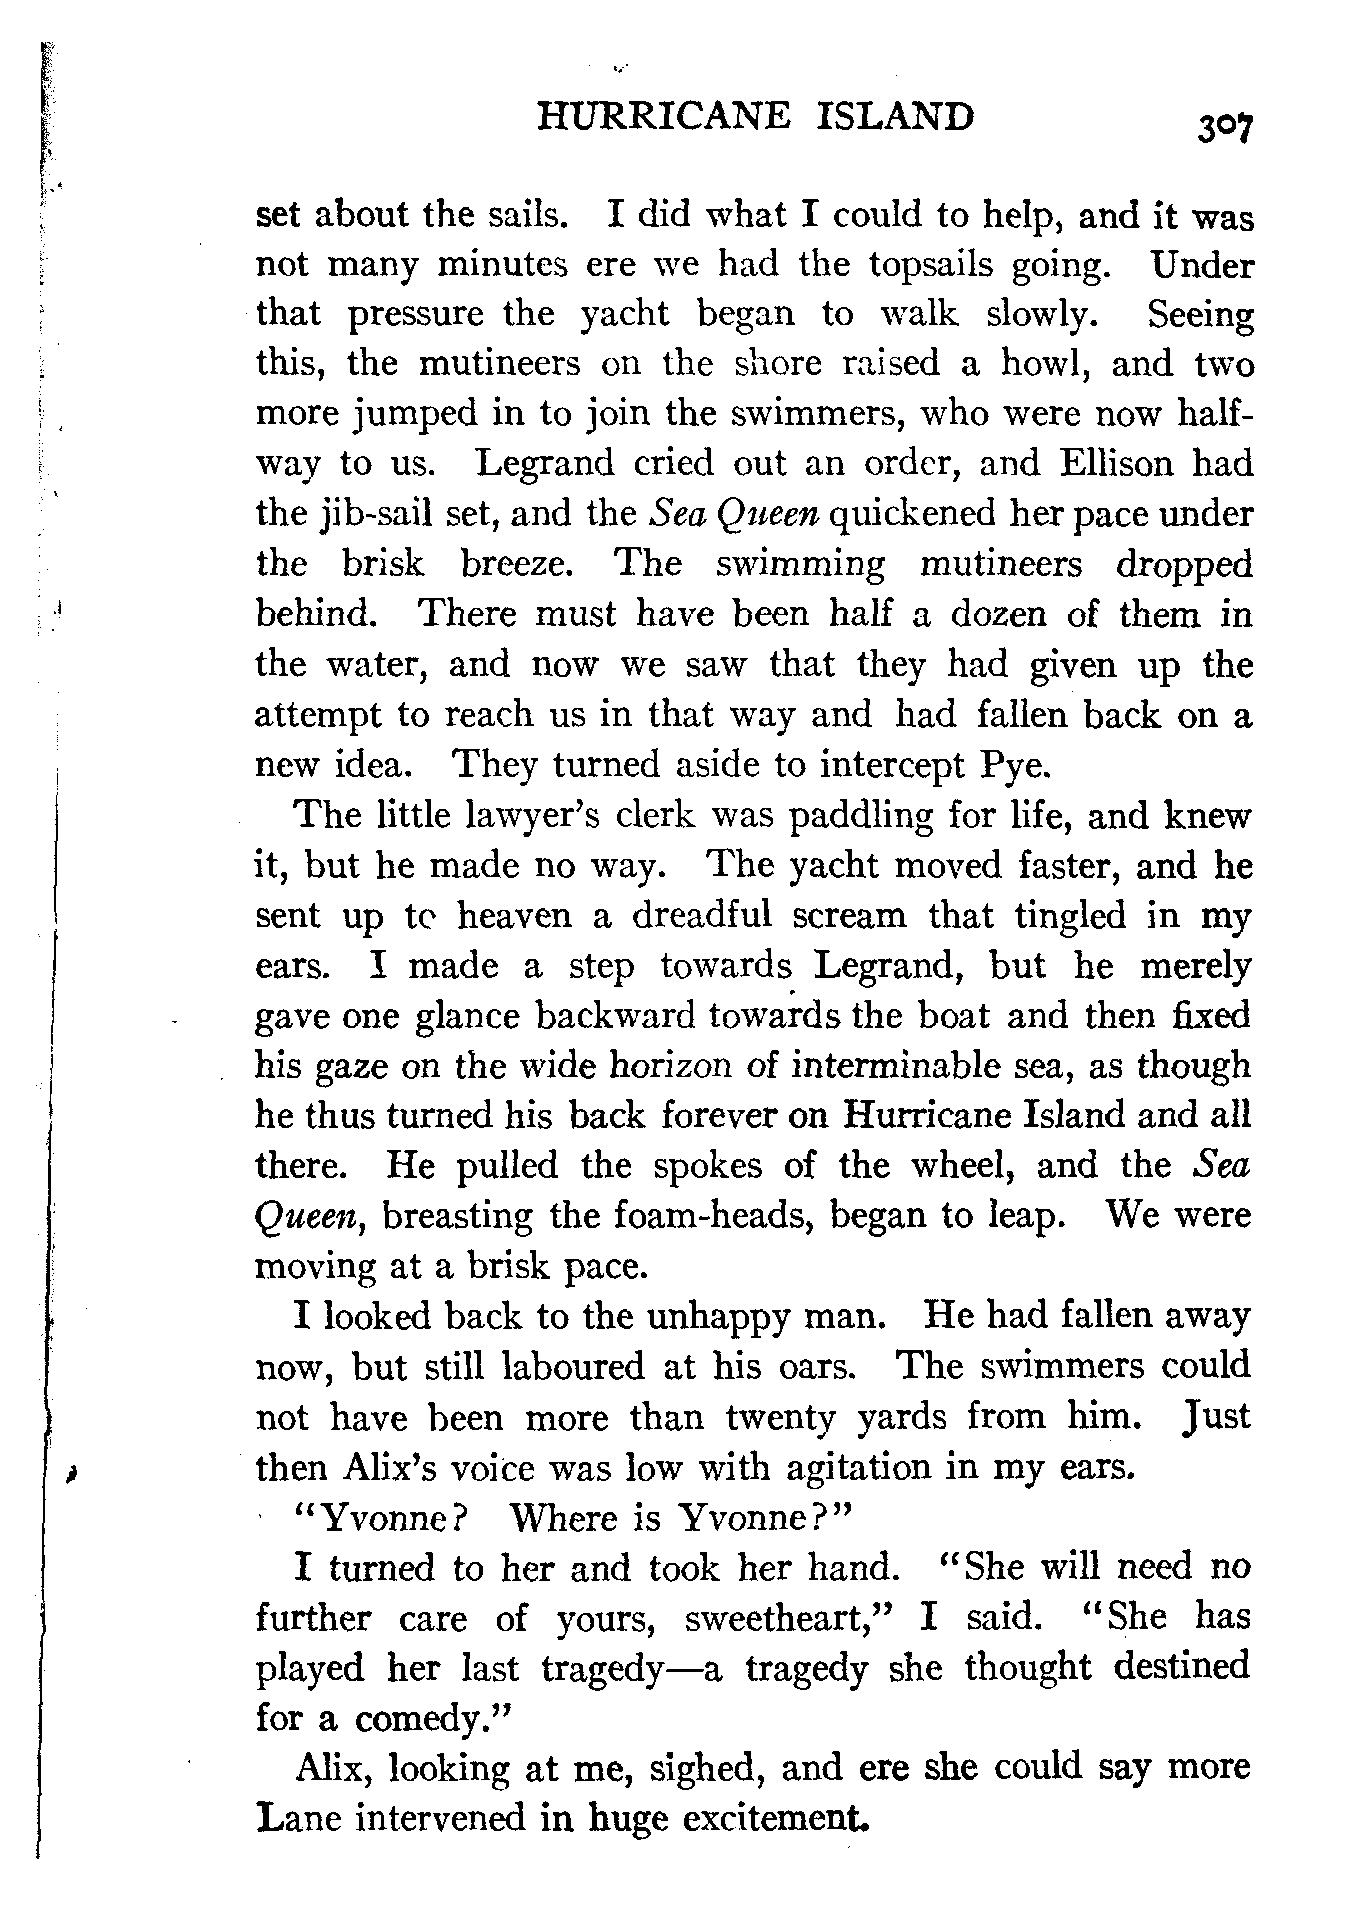 HURRICANE ISLAND 307
set about the sails. I did what I could to help, and it was
not many minutes ere we had the topsails going. Under
that pressure the yacht began to walk slowly. Seeing
this, the mutineers on the shore raised a howl, and two
more jumped in to join the swimmers, who were now half-
way to us. Legrand cried out an order, and Ellison had
the jib-sail set, and the Sea Queen quickened her pace under
the brisk breeze. The swimming mutineers dropped
behind. There must have been half a dozen of them in
the water, and now we saw that they had given up the
attempt to reach us in that way and had fallen back on a
new idea. They turned aside to intercept Pye.
The little lawyer's clerk was paddling for life, and knew
it, but he made no way. The yacht moved faster, and he
sent up to heaven a dreadful scream that tingled in my
ears. I made a step towards Legrand, but he merely
gave one glance backward towards the boat and then fixed
his gaze on the wide horizon of interminable sea, as though
he thus turned his back forever on Hurricane Island and all
there. He pulled the spokes of the wheel, and the Sea
Queen, breasting the foam-heads, began to leap. We were
moving at a brisk pace.
I looked back to the unhappy man. He had fallen away
now, but still laboured at his oars. The swimmers could
not have been more than twenty yards from him. Just
then Alix's voice was low with agitation in my ears.
"Yvonne? Where is Yvonne?"
I turned to her and took her hand. "She will need no
further care of yours, sweetheart," I said. "She has
played her last tragedy—a tragedy she thought destined
for a comedy."
Alix, looking at me, sighed, and ere she could say more
Lane intervened in huge excitement.